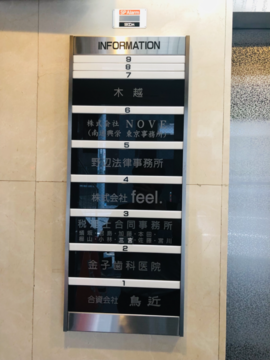 INFORMATION
9
8
7
木 越
6
株式会社 NOVE
5
野辺法律事務所
4
株式会社 feel.
3
税理士合同事務所
2
金子歯科医院
1
合資会社 鳥近